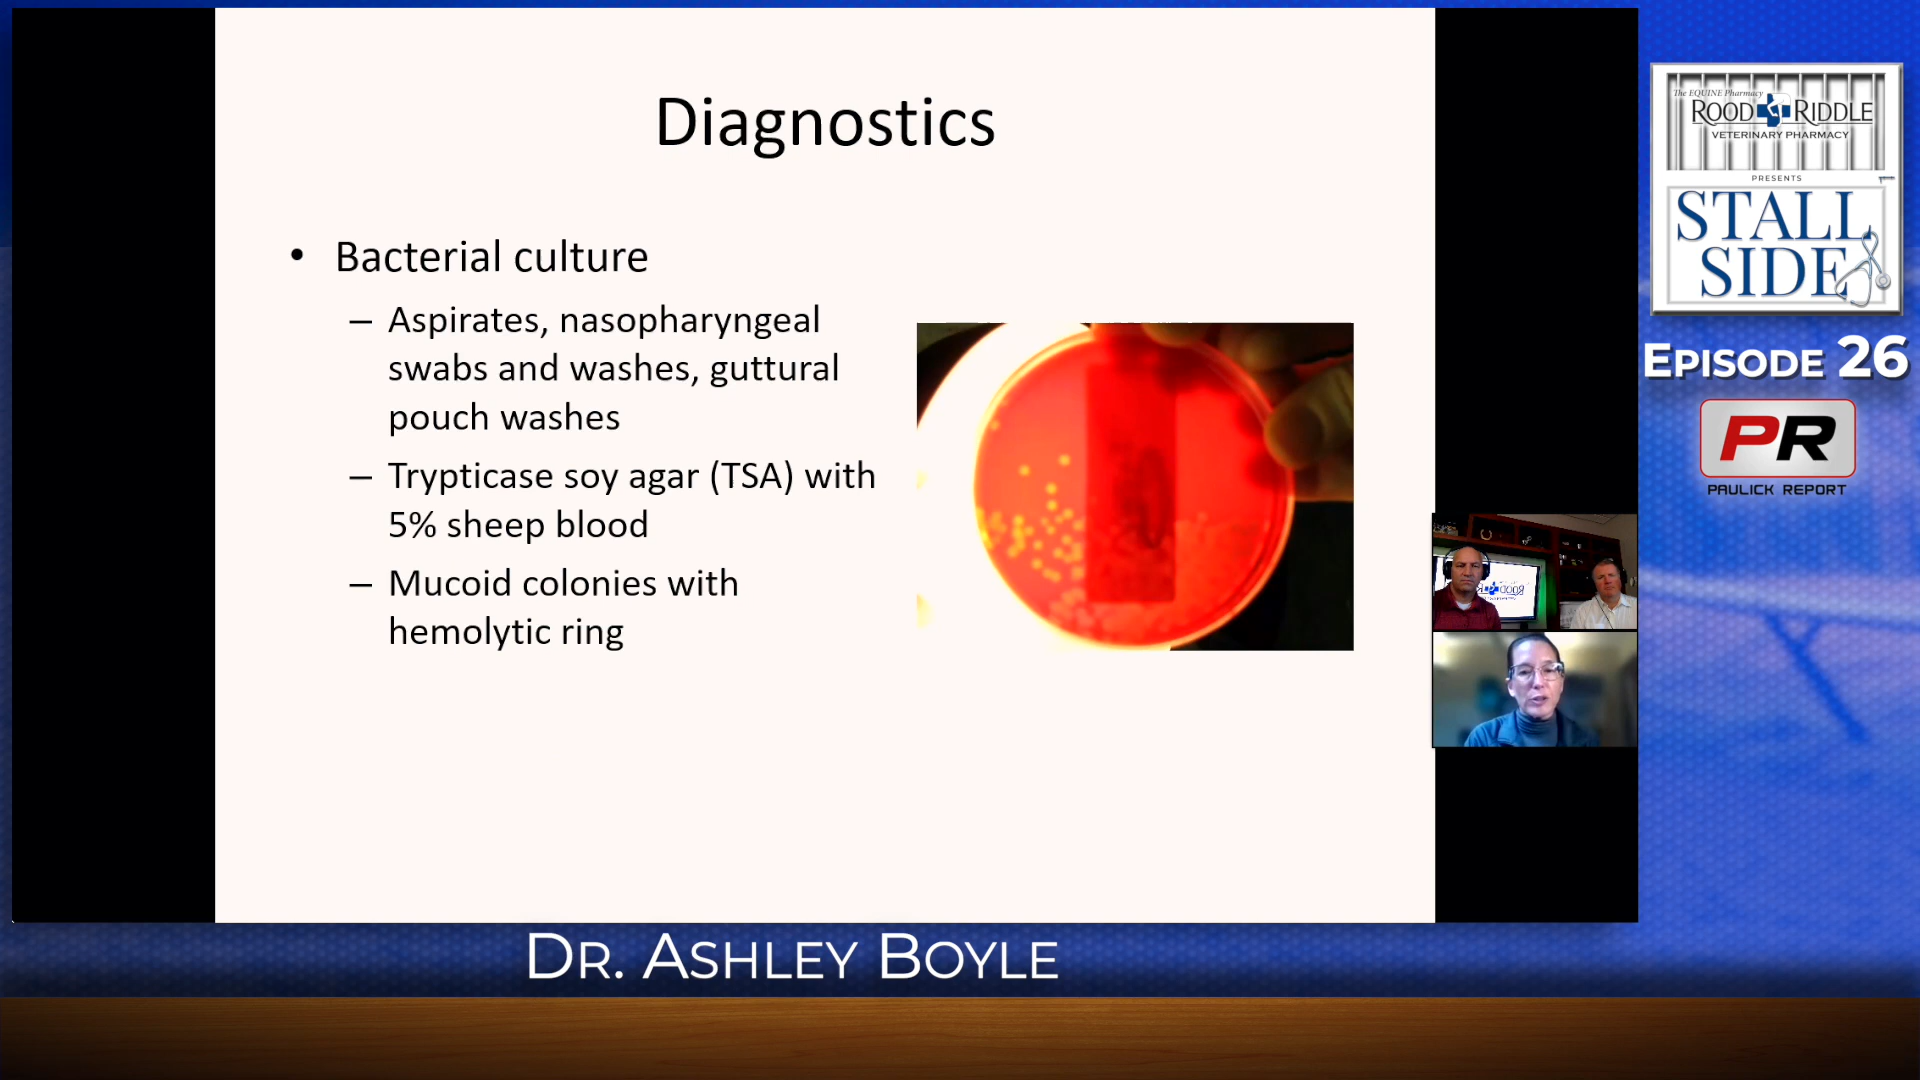 Diagnostics
• Bacterial culture
– Aspirates, nasopharyngeal
swabs and washes, guttural
pouch washes
– Trypticase soy agar (TSA) with
5% sheep blood
– Mucoid colonies with
hemolytic ring
The EQUINE Pharmacy
ROOD RIDDLE
VETERINARY PHARMACY
PRESENTS
STALL
SIDE
EPISODE 26
PR
PAULICK REPORT
DR. ASHLEY BOYLE